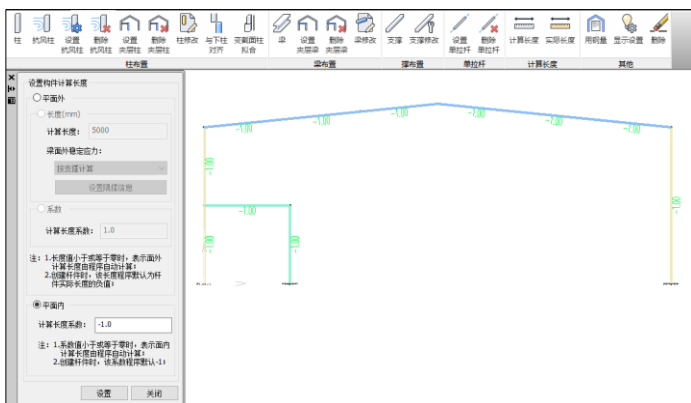 柱 抗风柱 设置抗风柱 删除抗风柱 设置夹层柱 删除夹层柱 柱修改 与下柱对齐 变截面柱拟合 梁 设置夹层梁 删除夹层梁 梁修改 支撑 支撑修改 设置单拉杆 删除单拉杆 计算长度 实际长度 用钢量 显示设置 删除
柱布置 梁布置 撑布置 单拉杆 计算长度 其他
设置构件计算长度
平面外
长度(mm)
计算长度: 5000
梁面外稳定应力:
按支撑计算
设置隅撑信息
系数
计算长度系数: 1.0
注: 1.长度值小于或等于零时,表示面外
计算长度由程序自动计算;
2.创建杆件时,该长度程序默认为杆
件实际长度的负值;
平面内
计算长度系数: -1.0
注: 1.系数值小于或等于零时,表示面内
计算长度由程序自动计算;
2.创建杆件时,该系数程序默认-1;
设置 关闭
-1.00
-1.00
-1.00
-1.00
-1.00
-1.00
-1.00
-1.00
-1.00
-1.00